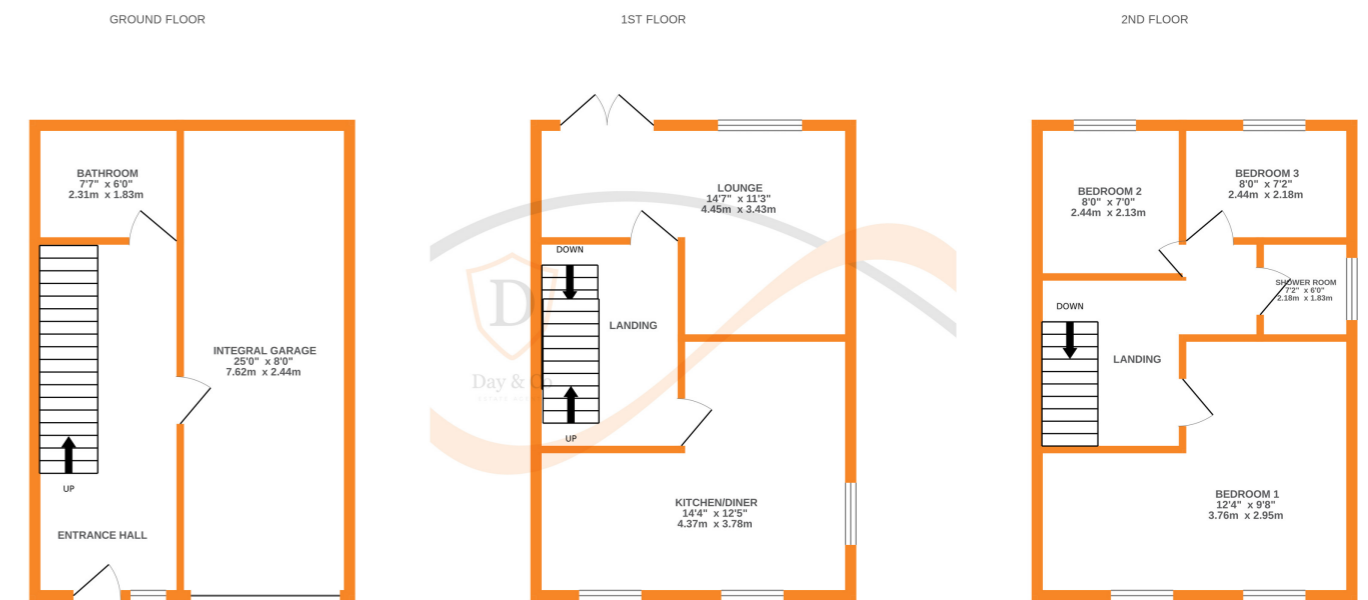 GROUND FLOOR
BATHROOM
7'7" x 6'0"
2.31m x 1.83m
INTEGRAL GARAGE
25'0" x 8'0"
7.62m x 2.44m
UP
ENTRANCE HALL
1ST FLOOR
LOUNGE
14'7" x 11'3"
4.45m x 3.43m
DOWN
LANDING
UP
KITCHEN/DINER
14'4" x 12'5"
4.37m x 3.78m
D
Day & Co
2ND FLOOR
BEDROOM 2
8'0" x 7'0"
2.44m x 2.13m
BEDROOM 3
8'0" x 7'2"
2.44m x 2.18m
SHOWER ROOM
7'2" x 6'0"
2.18m x 1.83m
DOWN
LANDING
BEDROOM 1
12'4" x 9'8"
3.76m x 2.95m